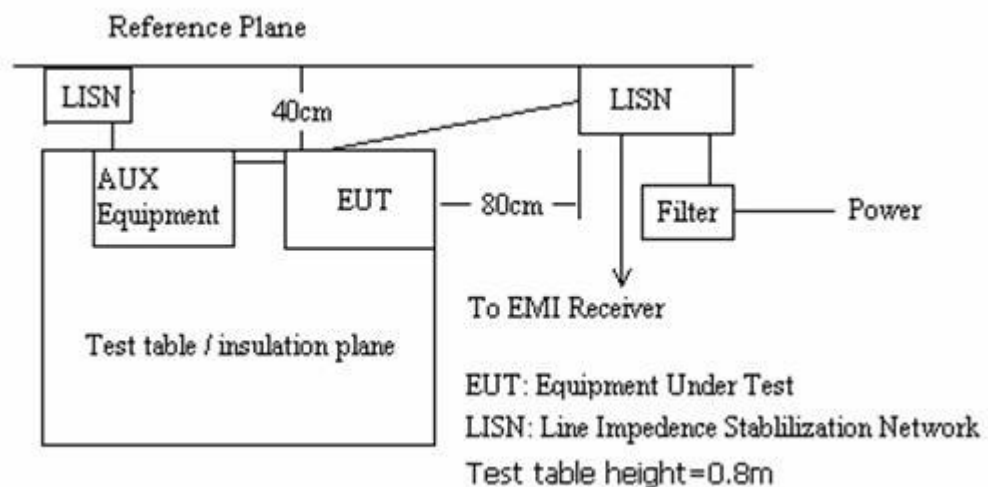 Reference Plane
LISN
40cm
LISN
AUX
Equipment
EUT
80cm
Filter
Power
To EMI Receiver
Test table / insulation plane
EUT: Equipment Under Test
LISN: Line Impedence Stablilization Network
Test table height=0.8m